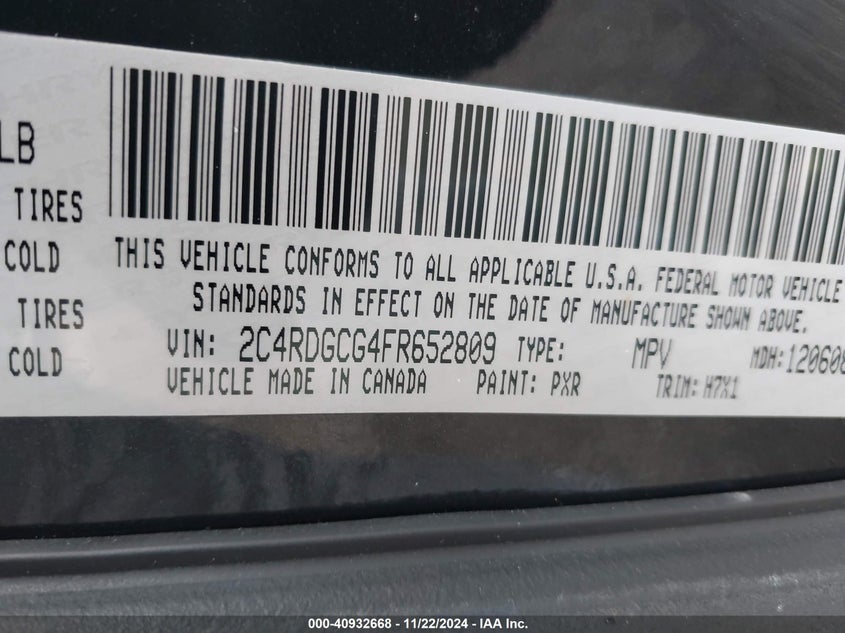 LB
TIRES
COLD
TIRES
COLD
THIS VEHICLE CONFORMS TO ALL APPLICABLE U.S.A. FEDERAL MOTOR VEHICLE
STANDARDS IN EFFECT ON THE DATE OF MANUFACTURE SHOWN ABOVE.
VIN: 2C4RDGCG4FR652809 TYPE: MPV MDH:120608
VEHICLE MADE IN CANADA PAINT: PXR TRIM: H7X1
000-40932668 - 11/22/2024 - IAA Inc.